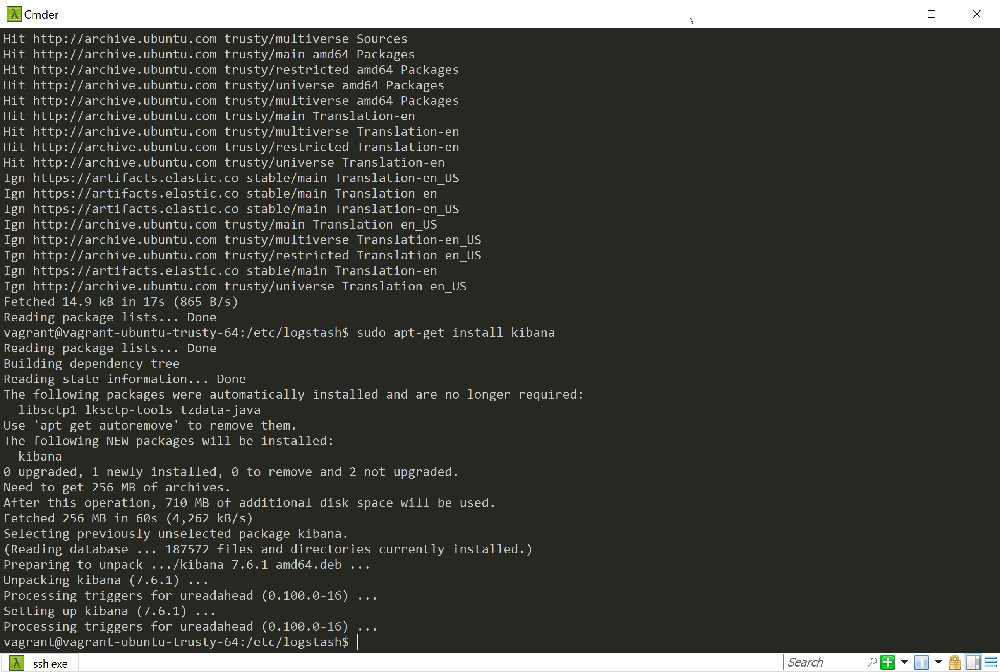 Cmder
Hit http://archive.ubuntu.com trusty/multiverse Sources
Hit http://archive.ubuntu.com trusty/main amd64 Packages
Hit http://archive.ubuntu.com trusty/restricted amd64 Packages
Hit http://archive.ubuntu.com trusty/universe amd64 Packages
Hit http://archive.ubuntu.com trusty/multiverse amd64 Packages
Hit http://archive.ubuntu.com trusty/main Translation-en
Hit http://archive.ubuntu.com trusty/multiverse Translation-en
Hit http://archive.ubuntu.com trusty/restricted Translation-en
Hit http://archive.ubuntu.com trusty/universe Translation-en
Ign https://artifacts.elastic.co stable/main Translation-en_US
Ign https://artifacts.elastic.co stable/main Translation-en
Ign https://artifacts.elastic.co stable/main Translation-en_US
Ign http://archive.ubuntu.com trusty/main Translation-en_US
Ign http://archive.ubuntu.com trusty/multiverse Translation-en_US
Ign http://archive.ubuntu.com trusty/restricted Translation-en_US
Ign https://artifacts.elastic.co stable/main Translation-en
Ign http://archive.ubuntu.com trusty/universe Translation-en_US
Fetched 14.9 kB in 17s (865 B/s)
Reading package lists... Done
vagrant@vagrant-ubuntu-trusty-64:/etc/logstash$ sudo apt-get install kibana
Reading package lists... Done
Building dependency tree
Reading state information... Done
The following packages were automatically installed and are no longer required:
  libsctp1 lksctp-tools tzdata-java
Use 'apt-get autoremove' to remove them.
The following NEW packages will be installed:
  kibana
0 upgraded, 1 newly installed, 0 to remove and 2 not upgraded.
Need to get 256 MB of archives.
After this operation, 710 MB of additional disk space will be used.
Fetched 256 MB in 60s (4,262 kB/s)
Selecting previously unselected package kibana.
(Reading database ... 187572 files and directories currently installed.)
Preparing to unpack .../kibana_7.6.1_amd64.deb ...
Unpacking kibana (7.6.1) ...
Processing triggers for ureadahead (0.100.0-16) ...
Setting up kibana (7.6.1) ...
Processing triggers for ureadahead (0.100.0-16) ...
vagrant@vagrant-ubuntu-trusty-64:/etc/logstash$
ssh.exe
Search
1